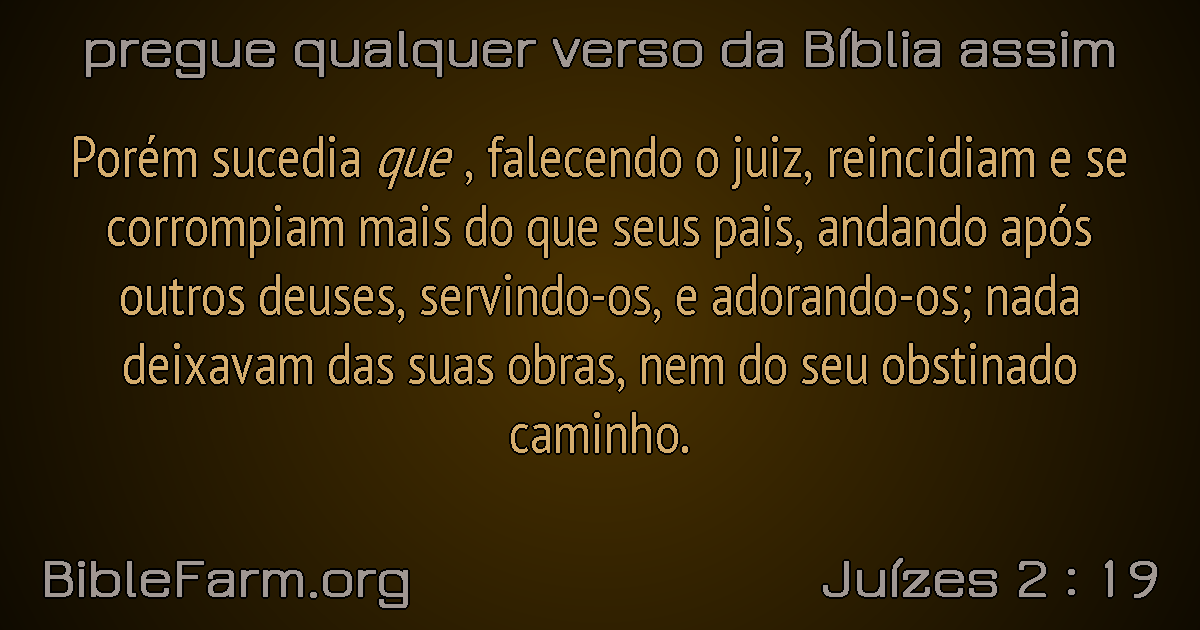 pregue qualquer verso da Bíblia assim
Porém sucedia que , falecendo o juiz, reincidiam e se
corrompiam mais do que seus pais, andando após
outros deuses, servindo-os, e adorando-os; nada
deixavam das suas obras, nem do seu obstinado
caminho.
BibleFarm.org
Juízes 2 : 19